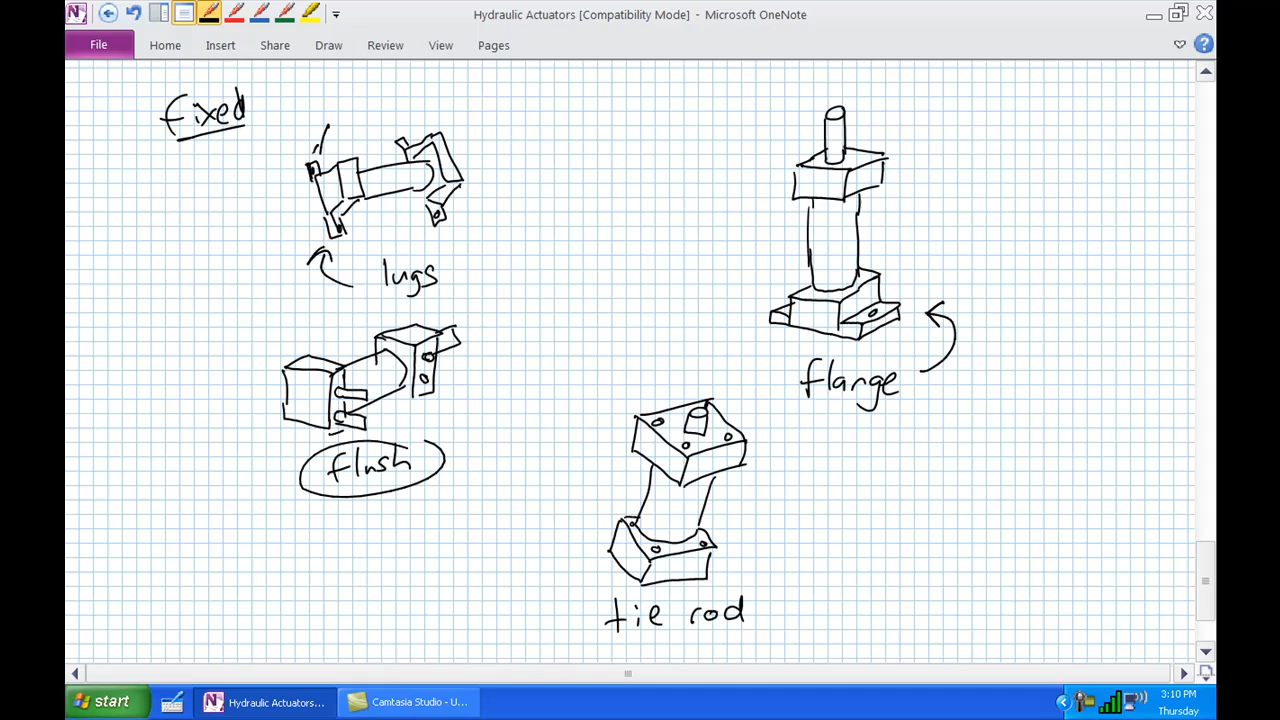 Hydraulic Actuators [Compatibility Mode] - Microsoft OneNote
File Home Insert Share Draw Review View Pages
fixed
lugs
flush
flange
tie rod
start
Hydraulic Actuators...
Camtasia Studio - U...
3:10 PM
Thursday